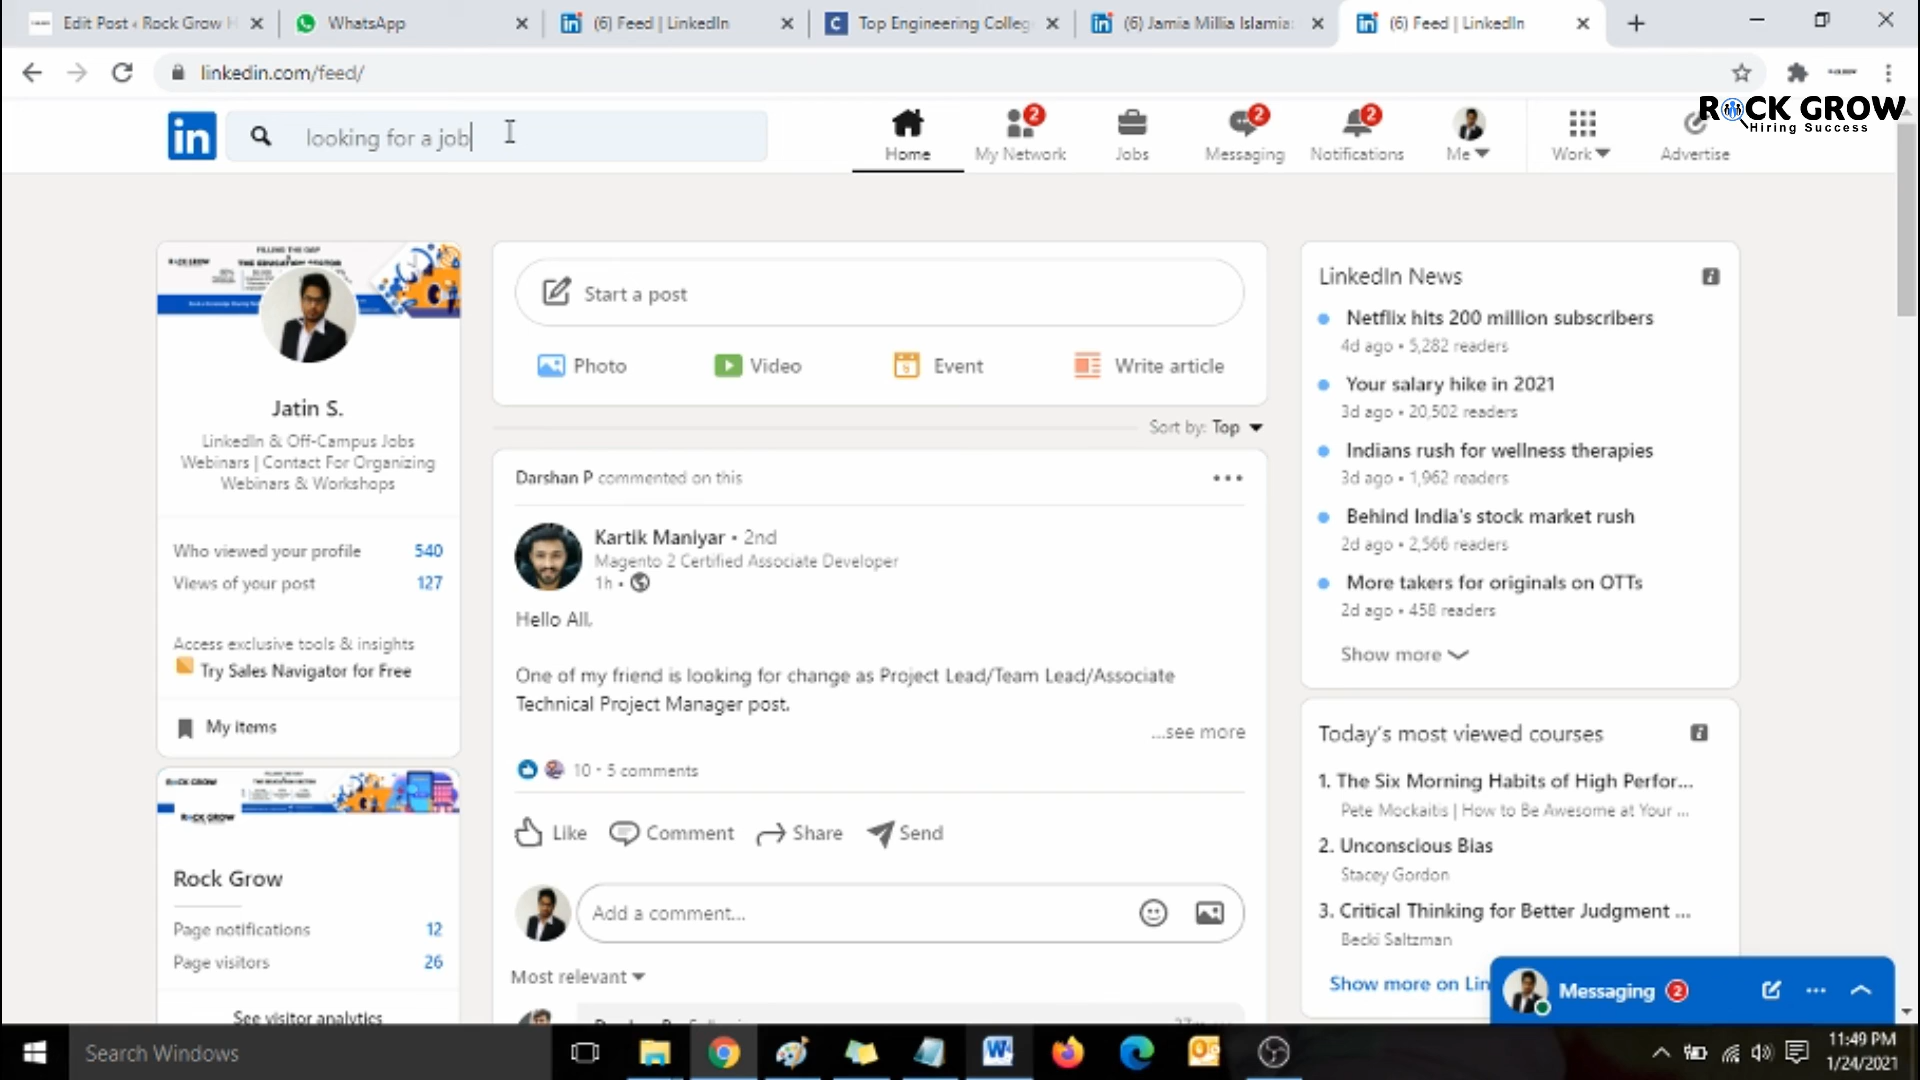 Edit Post ‹ Rock Grow H
WhatsApp
(6) Feed | LinkedIn
Top Engineering Colleg
(6) Jamia Millia Islamia:
(6) Feed | LinkedIn
linkedin.com/feed/
in
looking for a job
Home
2
My Network
Jobs
2
Messaging
2
Notifications
Me
Work
Advertise
ROCK GROW
Hiring Success
Jatin S.
LinkedIn & Off-Campus Jobs
Webinars | Contact For Organizing
Webinars & Workshops
Who viewed your profile 540
Views of your post 127
Access exclusive tools & insights
Try Sales Navigator for Free
My items
ROCK GROW
Rock Grow
Page notifications 12
Page visitors 26
See visitor analytics
Start a post
Photo
Video
Event
Write article
Sort by: Top
Darshan P commented on this
Kartik Maniyar • 2nd
Magento 2 Certified Associate Developer
1h •
Hello All,
One of my friend is looking for change as Project Lead/Team Lead/Associate
Technical Project Manager post.
...see more
10 · 5 comments
Like
Comment
Share
Send
Add a comment...
Most relevant
LinkedIn News
Netflix hits 200 million subscribers
4d ago • 5,282 readers
Your salary hike in 2021
3d ago • 20,502 readers
Indians rush for wellness therapies
3d ago • 1,962 readers
Behind India's stock market rush
2d ago • 2,566 readers
More takers for originals on OTTs
2d ago • 458 readers
Show more
Today's most viewed courses
1. The Six Morning Habits of High Perfor...
Pete Mockaitis | How to Be Awesome at Your ...
2. Unconscious Bias
Stacey Gordon
3. Critical Thinking for Better Judgment ...
Becki Saltzman
Show more on Lin
Messaging 2
Search Windows
11:49 PM
1/24/2021